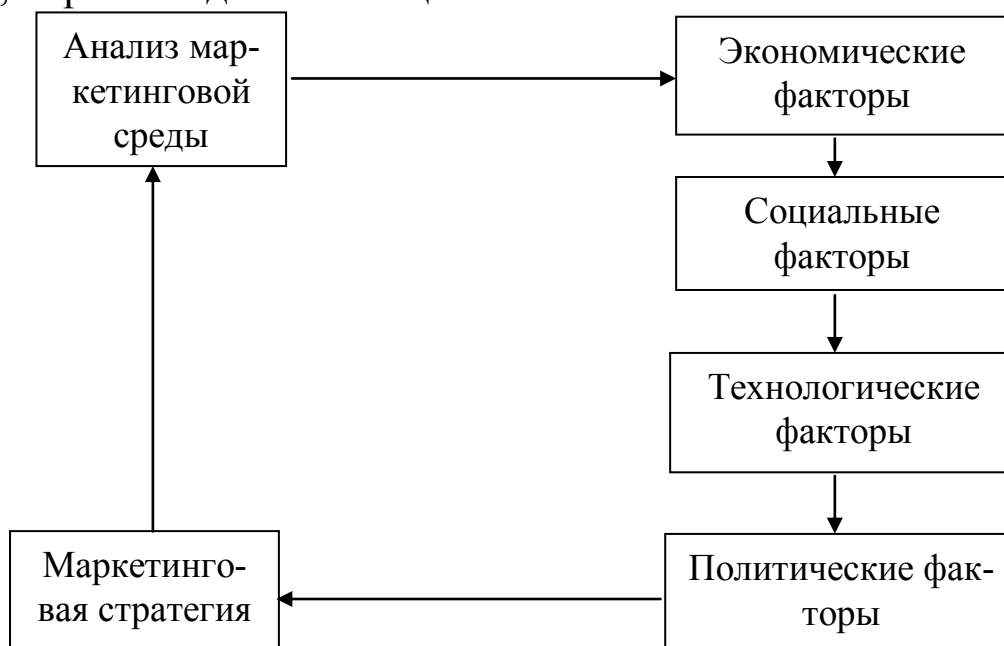 Анализ мар-
кетинговой
среды
Экономические
факторы
Социальные
факторы
Технологические
факторы
Политические фак-
торы
Маркетинго-
вая стратегия